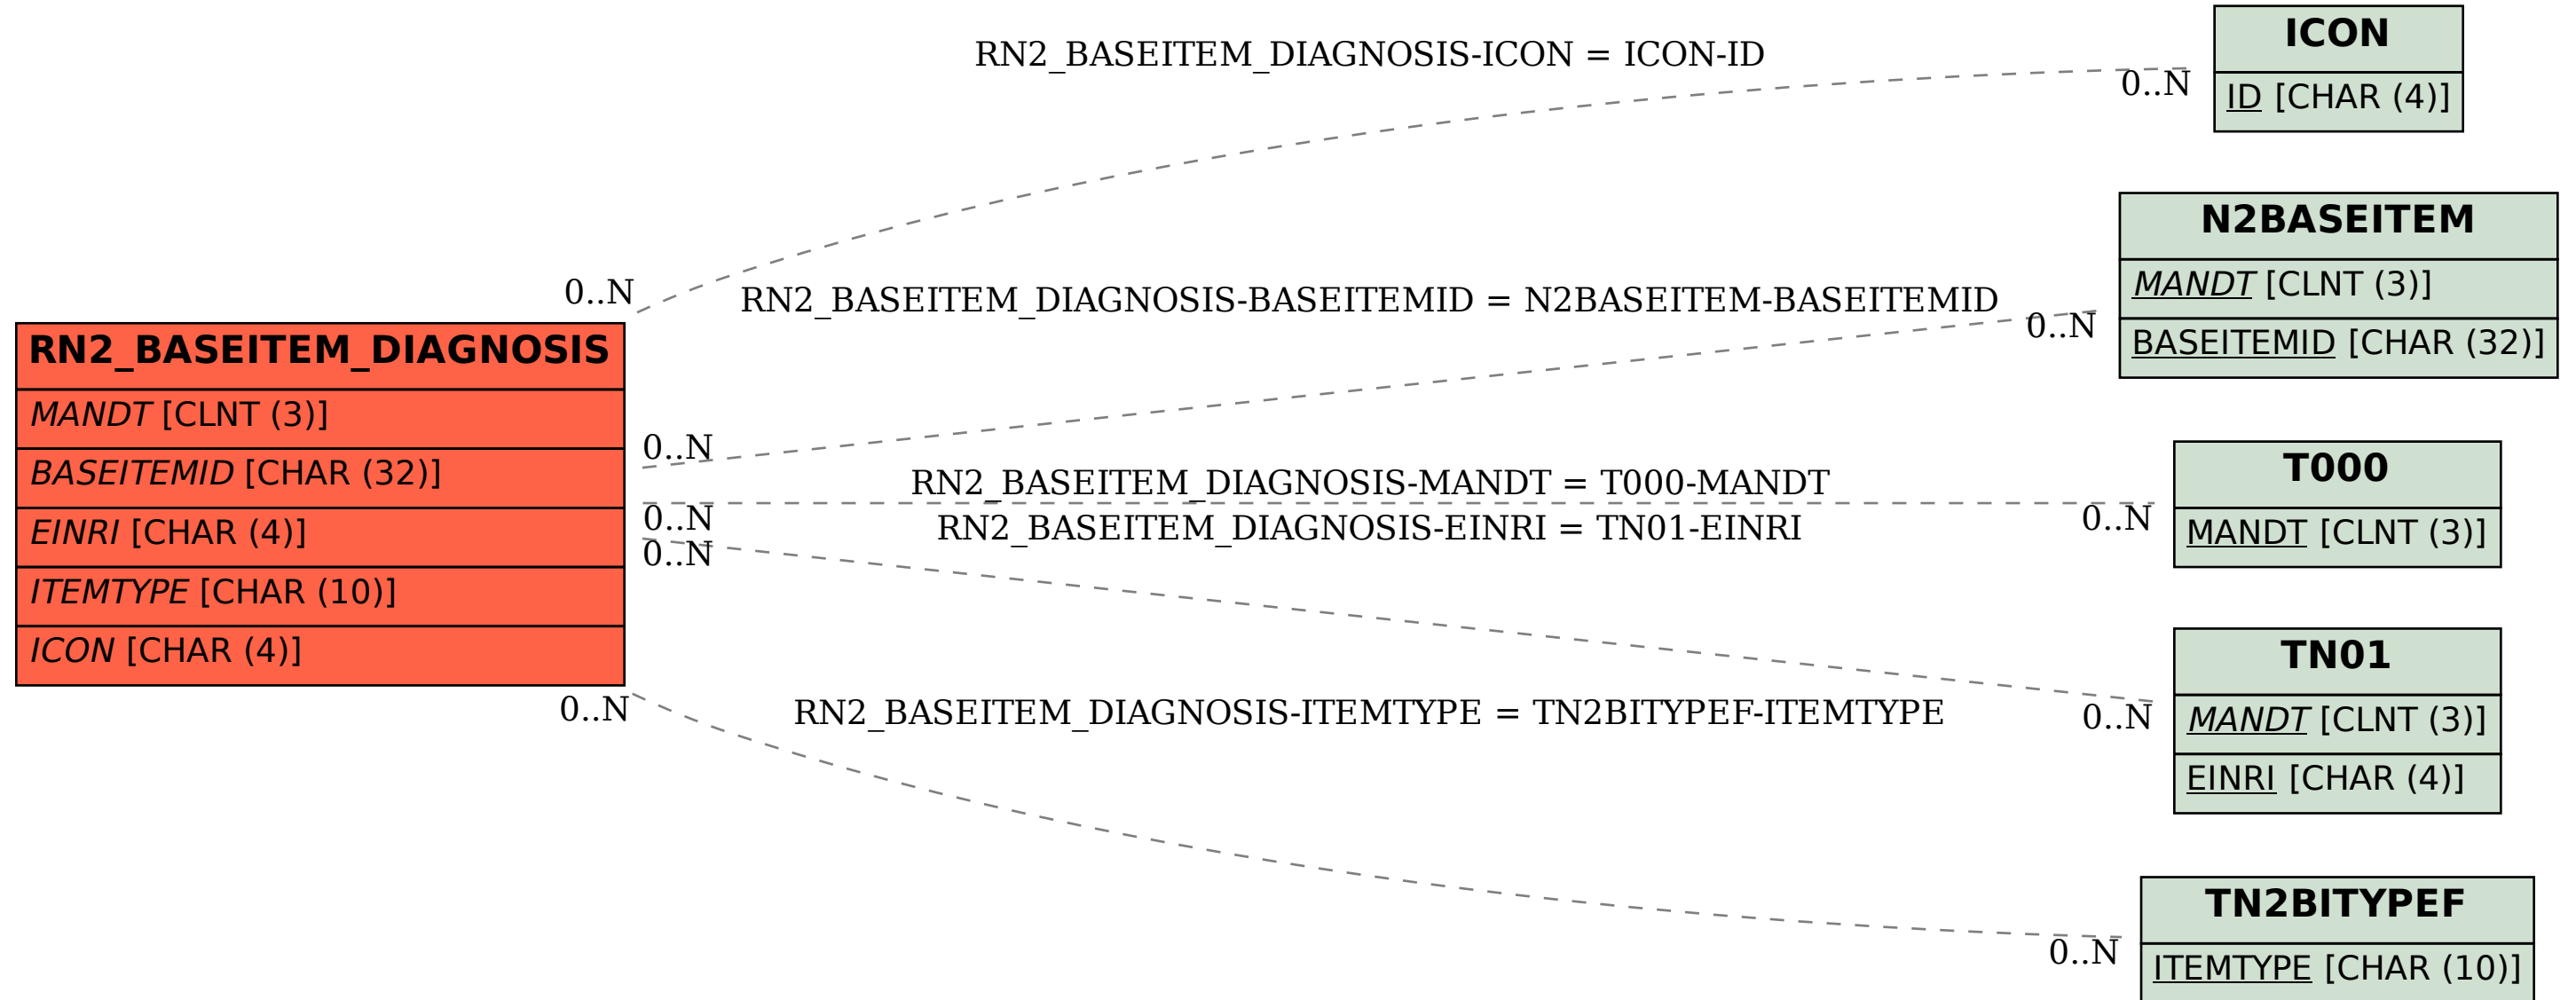 RN2_BASEITEM_DIAGNOSIS
MANDT [CLNT (3)]
BASEITEMID [CHAR (32)]
EINRI [CHAR (4)]
ITEMTYPE [CHAR (10)]
ICON [CHAR (4)]
RN2_BASEITEM_DIAGNOSIS-ICON = ICON-ID
0..N
0..N
RN2_BASEITEM_DIAGNOSIS-BASEITEMID = N2BASEITEM-BASEITEMID
0..N
0..N
RN2_BASEITEM_DIAGNOSIS-MANDT = T000-MANDT
0..N
0..N
RN2_BASEITEM_DIAGNOSIS-EINRI = TN01-EINRI
0..N
0..N
RN2_BASEITEM_DIAGNOSIS-ITEMTYPE = TN2BITYPEF-ITEMTYPE
0..N
0..N
ICON
ID [CHAR (4)]
N2BASEITEM
MANDT [CLNT (3)]
BASEITEMID [CHAR (32)]
T000
MANDT [CLNT (3)]
TN01
MANDT [CLNT (3)]
EINRI [CHAR (4)]
TN2BITYPEF
ITEMTYPE [CHAR (10)]